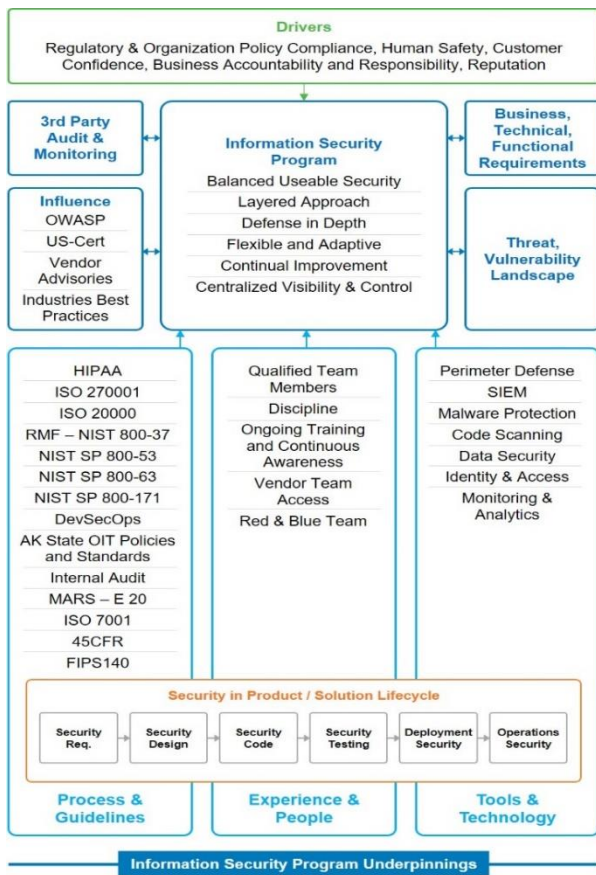 Drivers
Regulatory & Organization Policy Compliance, Human Safety, Customer
Confidence, Business Accountability and Responsibility, Reputation
3rd Party
Audit &
Monitoring
Information Security
Program
Balanced Useable Security
Layered Approach
Defense in Depth
Flexible and Adaptive
Continual Improvement
Centralized Visibility & Control
Business,
Technical,
Functional
Requirements
Influence
OWASP
US-Cert
Vendor
Advisories
Industries Best
Practices
Threat,
Vulnerability
Landscape
HIPAA
ISO 270001
ISO 20000
RMF – NIST 800-37
NIST SP 800-53
NIST SP 800-63
NIST SP 800-171
DevSecOps
AK State OIT Policies
and Standards
Internal Audit
MARS – E 20
ISO 7001
45CFR
FIPS140
Qualified Team
Members
Discipline
Ongoing Training
and Continuous
Awareness
Vendor Team
Access
Red & Blue Team
Perimeter Defense
SIEM
Malware Protection
Code Scanning
Data Security
Identity & Access
Monitoring &
Analytics
Security in Product / Solution Lifecycle
Security
Req.
Security
Design
Security
Code
Security
Testing
Deployment
Security
Operations
Security
Process &
Guidelines
Experience &
People
Tools &
Technology
Information Security Program Underpinnings